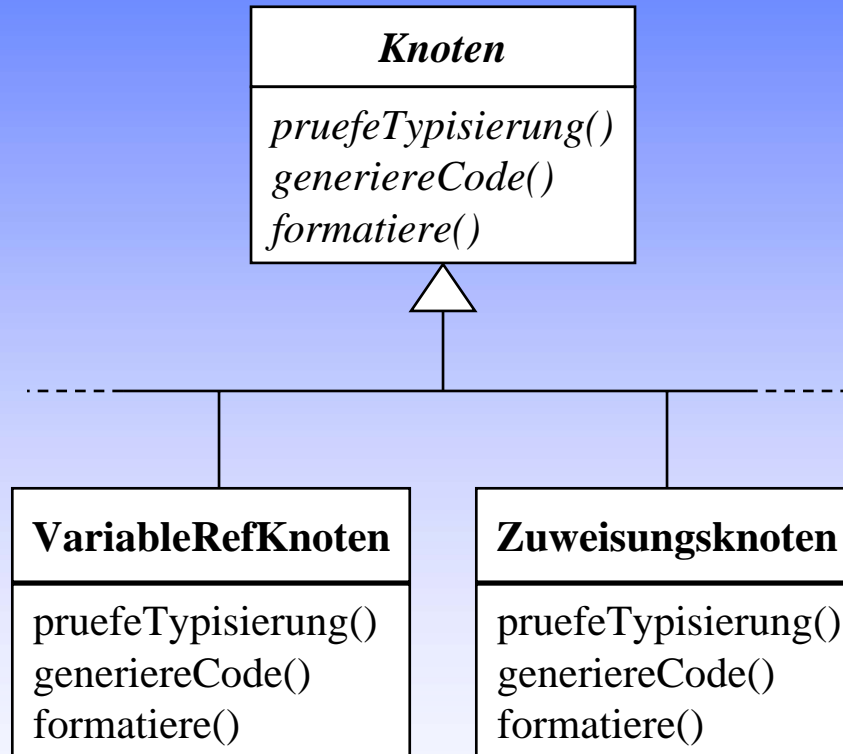 Knoten
pruefeTypisierung()
generiereCode()
formatiere()
VariableRefKnoten
pruefeTypisierung()
generiereCode()
formatiere()
Zuweisungsknoten
pruefeTypisierung()
generiereCode()
formatiere()